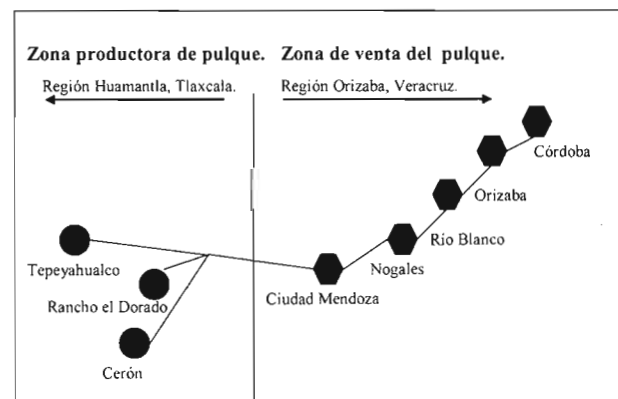 Zona productora de pulque.
Región Huamantla, Tlaxcala.
Zona de venta del pulque.
Región Orizaba, Veracruz.
Córdoba
Orizaba
Rio Blanco
Nogales
Ciudad Mendoza
Tepeyahualco
Rancho el Dorado
Cerón